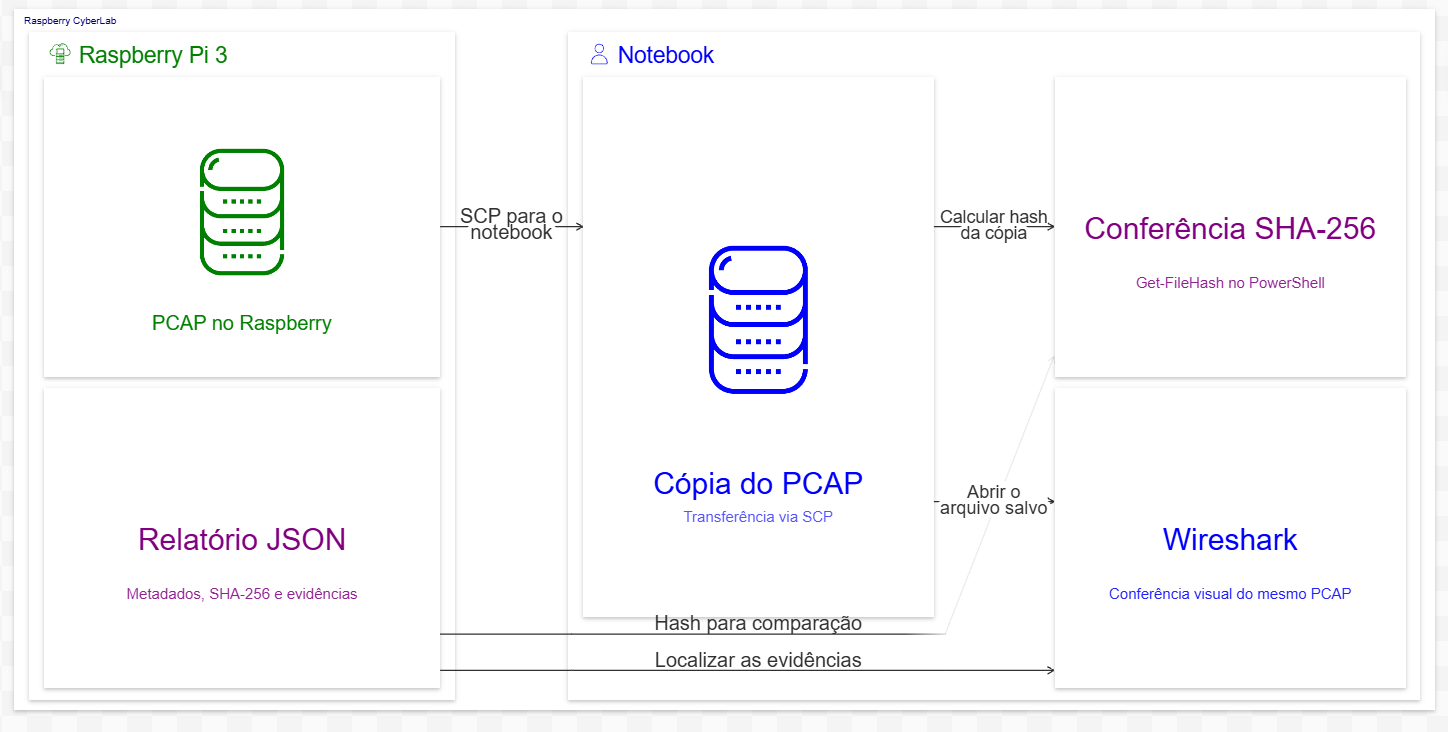 Raspberry CyberLab
Raspberry Pi 3
Notebook
PCAP no Raspberry
SCP para o
notebook
Cópia do PCAP
Transferência via SCP
Calcular hash
da cópia
Conferência SHA-256
Get-FileHash no PowerShell
Relatório JSON
Metadados, SHA-256 e evidências
Abrir o
arquivo salvo
Wireshark
Conferência visual do mesmo PCAP
Hash para comparação
Localizar as evidências